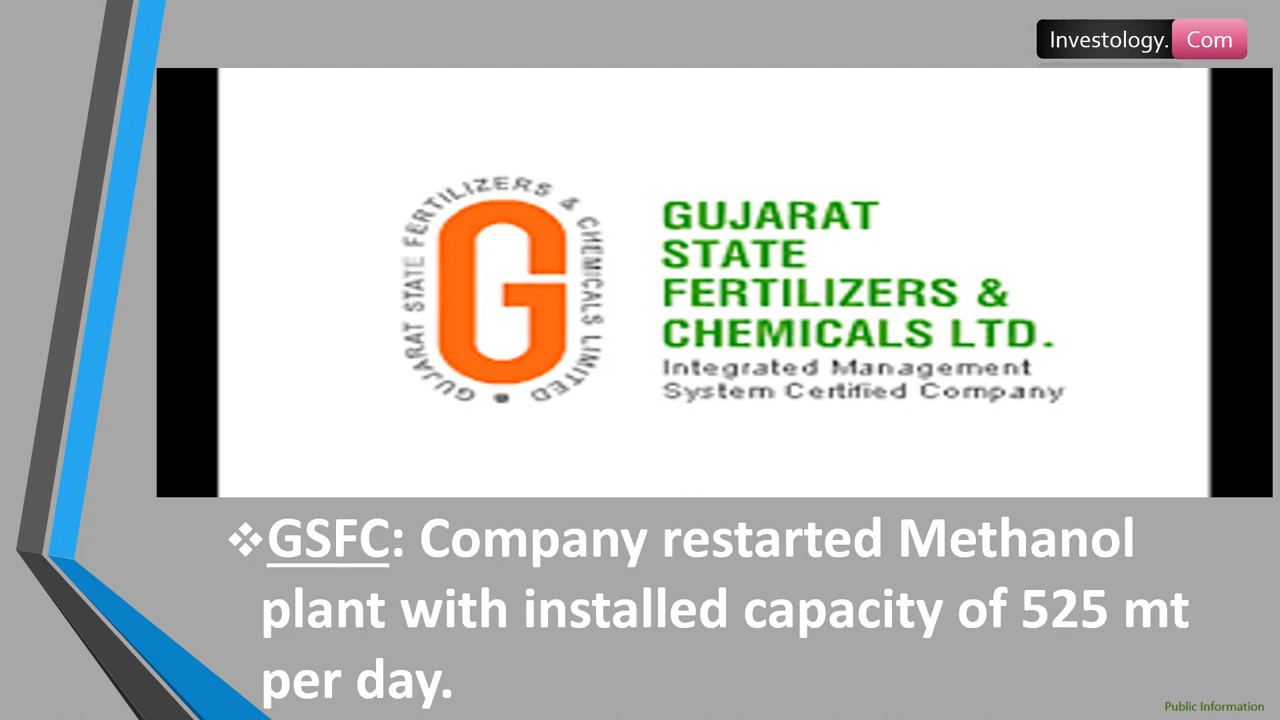 Investology. Com
GUJARAT STATE FERTILIZERS & CHEMICALS LIMITED
G
GUJARAT
STATE
FERTILIZERS &
CHEMICALS LTD.
Integrated Management
System Certified Company
❖GSFC: Company restarted Methanol
plant with installed capacity of 525 mt
per day.
Public Information